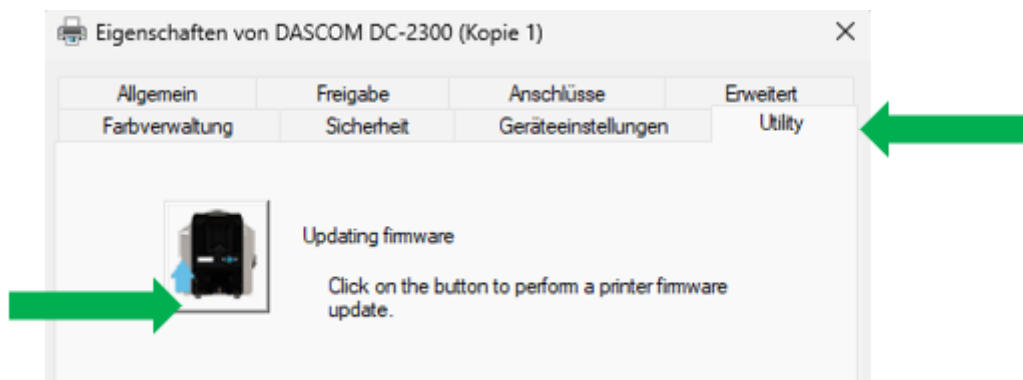 Eigenschaften von DASCOM DC-2300 (Kopie 1)
Allgemein Freigabe Anschlüsse Erweitert
Farbverwaltung Sicherheit Geräteeinstellungen Utility
Updating firmware
Click on the button to perform a printer firmware
update.